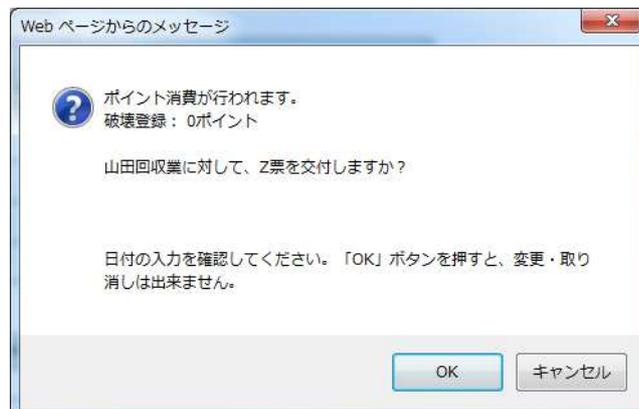 Web ページからのメッセージ
ポイント消費が行われます。
破壊登録： 0ポイント
山田回収業に対して、Z票を交付しますか？
日付の入力を確認してください。「OK」ボタンを押すと、変更・取り
消しは出来ません。
OK
キャンセル